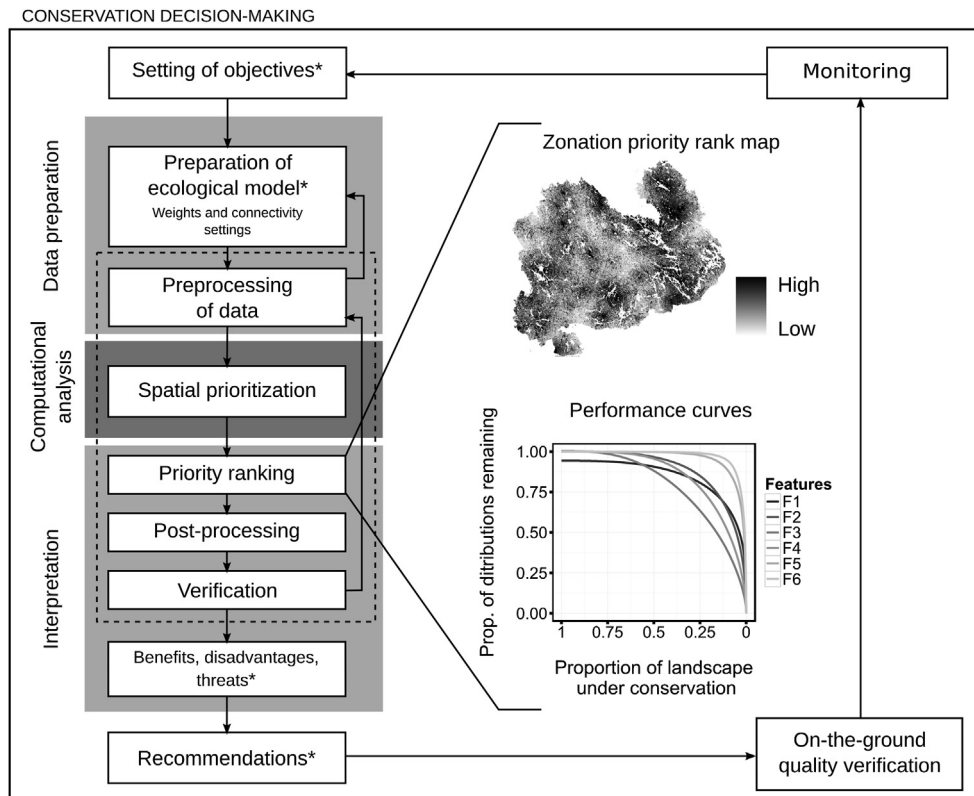 CONSERVATION DECISION-MAKING
Setting of objectives*
Monitoring
Data preparation
Preparation of
ecological model*
Weights and connectivity
settings
Preprocessing
of data
Computational
analysis
Spatial prioritization
Interpretation
Priority ranking
Post-processing
Verification
Benefits, disadvantages,
threats*
Recommendations*
Zonation priority rank map
High
Low
Performance curves
Prop. of ditributions remaining
1.00
0.75
0.50
0.25
0.00
1
0.75
0.5
0.25
0
Proportion of landscape
under conservation
Features
F1
F2
F3
F4
F5
F6
On-the-ground
quality verification